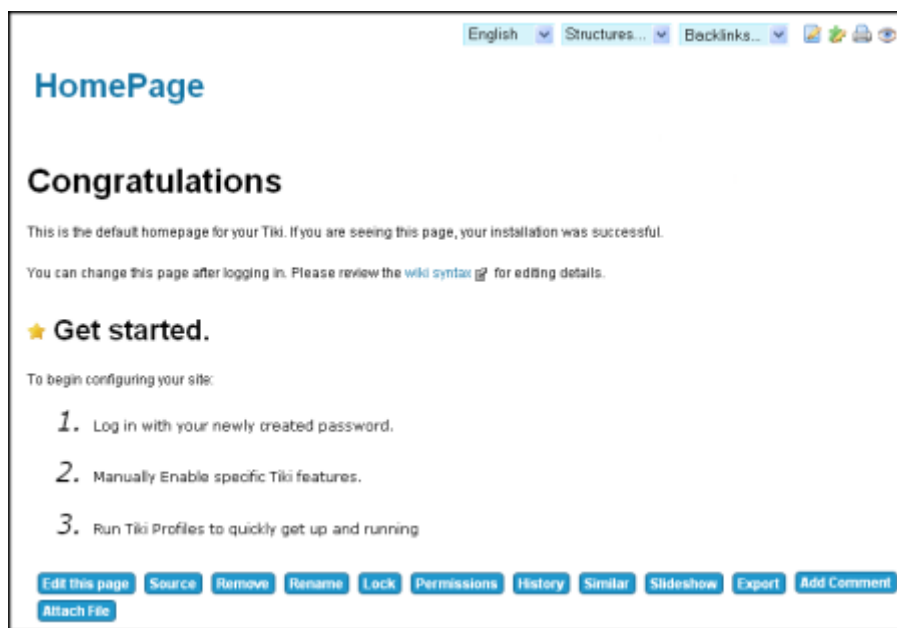 English Structures... Backlinks...
HomePage
Congratulations
This is the default homepage for your Tiki. If you are seeing this page, your installation was successful.
You can change this page after logging in. Please review the wiki syntax for editing details.
Get started.
To begin configuring your site:
1. Log in with your newly created password.
2. Manually Enable specific Tiki features.
3. Run Tiki Profiles to quickly get up and running
Edit this page Source Remove Rename Lock Permissions History Similar Slideshow Export Add Comment
Attach File